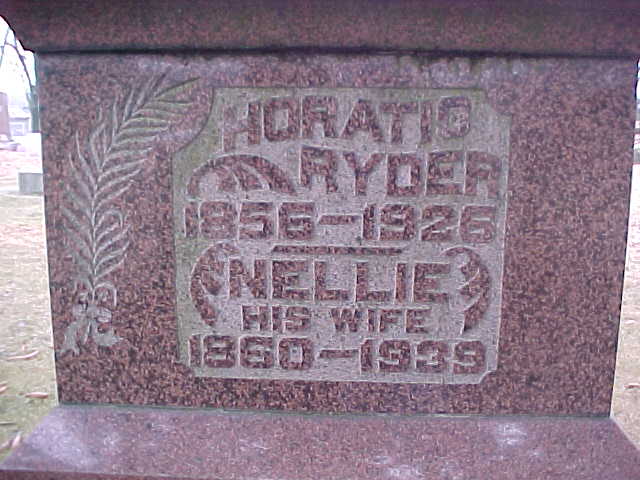 HORATIO
RYDER
1856-1926
NELLIE
HIS WIFE
1860-1939